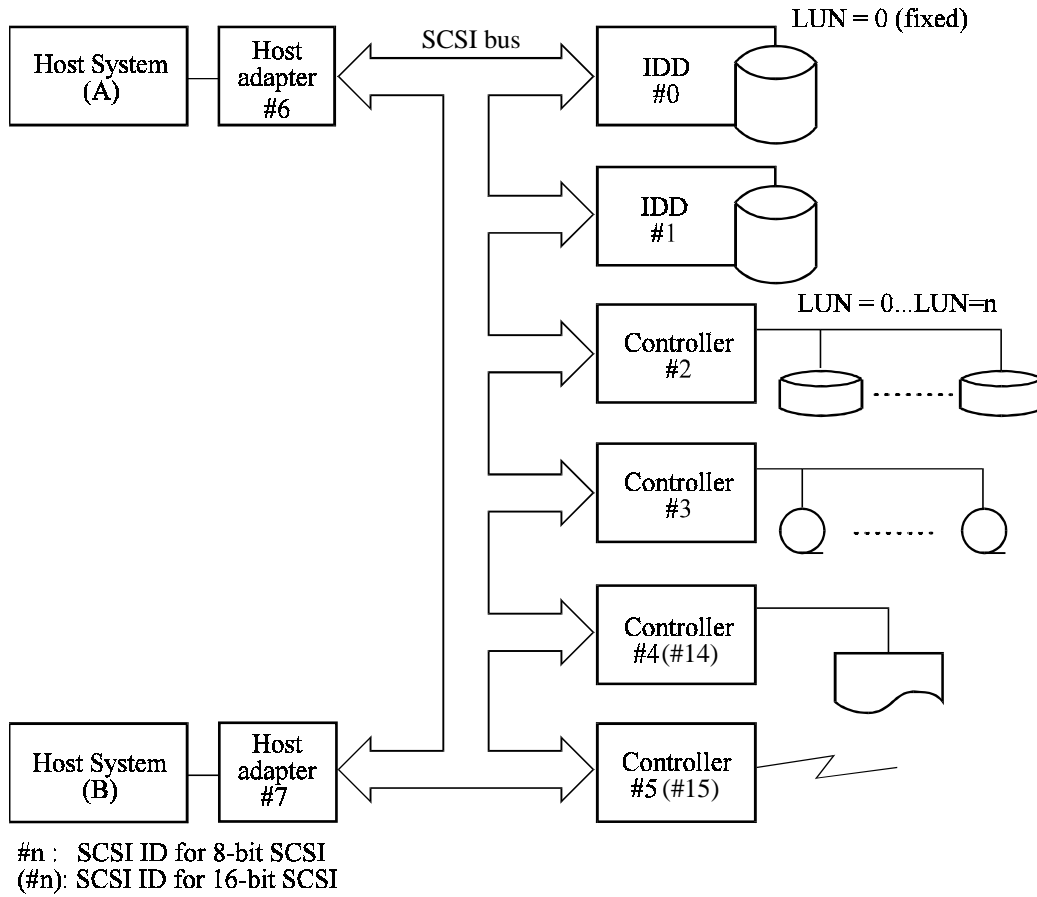 LUN = 0 (fixed)
SCSI bus
Host System
(A)
Host
adapter
#6
IDD
#0
IDD
#1
LUN = 0...LUN=n
Controller
#2
Controller
#3
Controller
#4(#14)
Host System
(B)
Host
adapter
#7
Controller
#5 (#15)
#n : SCSI ID for 8-bit SCSI
(#n): SCSI ID for 16-bit SCSI